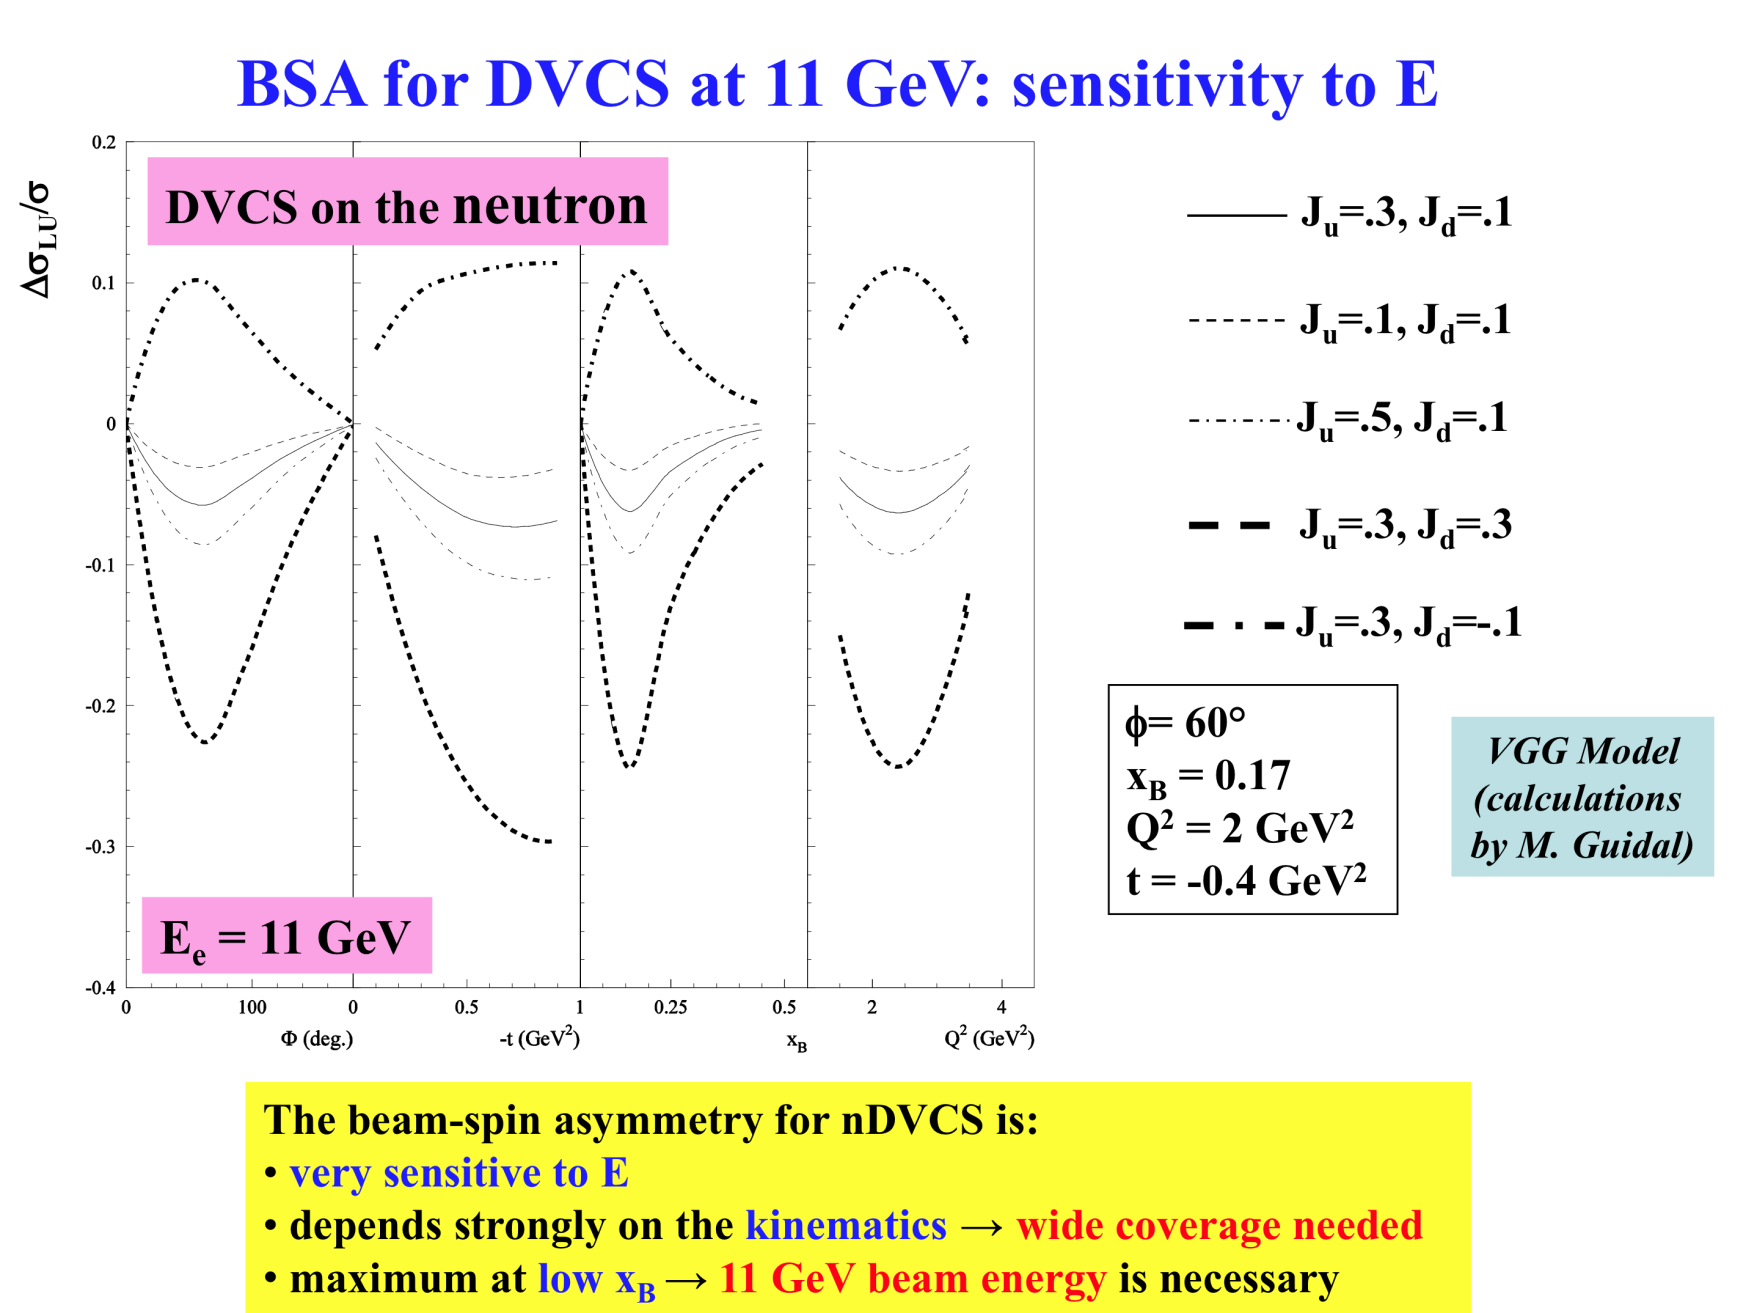 BSA for DVCS at 11 GeV: sensitivity to E
ΔσLU/σ
DVCS on the neutron
0.2
0.1
0
-0.1
-0.2
-0.3
-0.4
Ee = 11 GeV
0 100 0 0.5 1 0.25 0.5 2 4
Φ (deg.) -t (GeV²) xB Q² (GeV²)
Ju=.3, Jd=.1
Ju=.1, Jd=.1
Ju=.5, Jd=.1
Ju=.3, Jd=.3
Ju=.3, Jd=-.1
ϕ= 60°
xB = 0.17
Q² = 2 GeV²
t = -0.4 GeV²
VGG Model
(calculations
by M. Guidal)
The beam-spin asymmetry for nDVCS is:
• very sensitive to E
• depends strongly on the kinematics → wide coverage needed
• maximum at low xB → 11 GeV beam energy is necessary